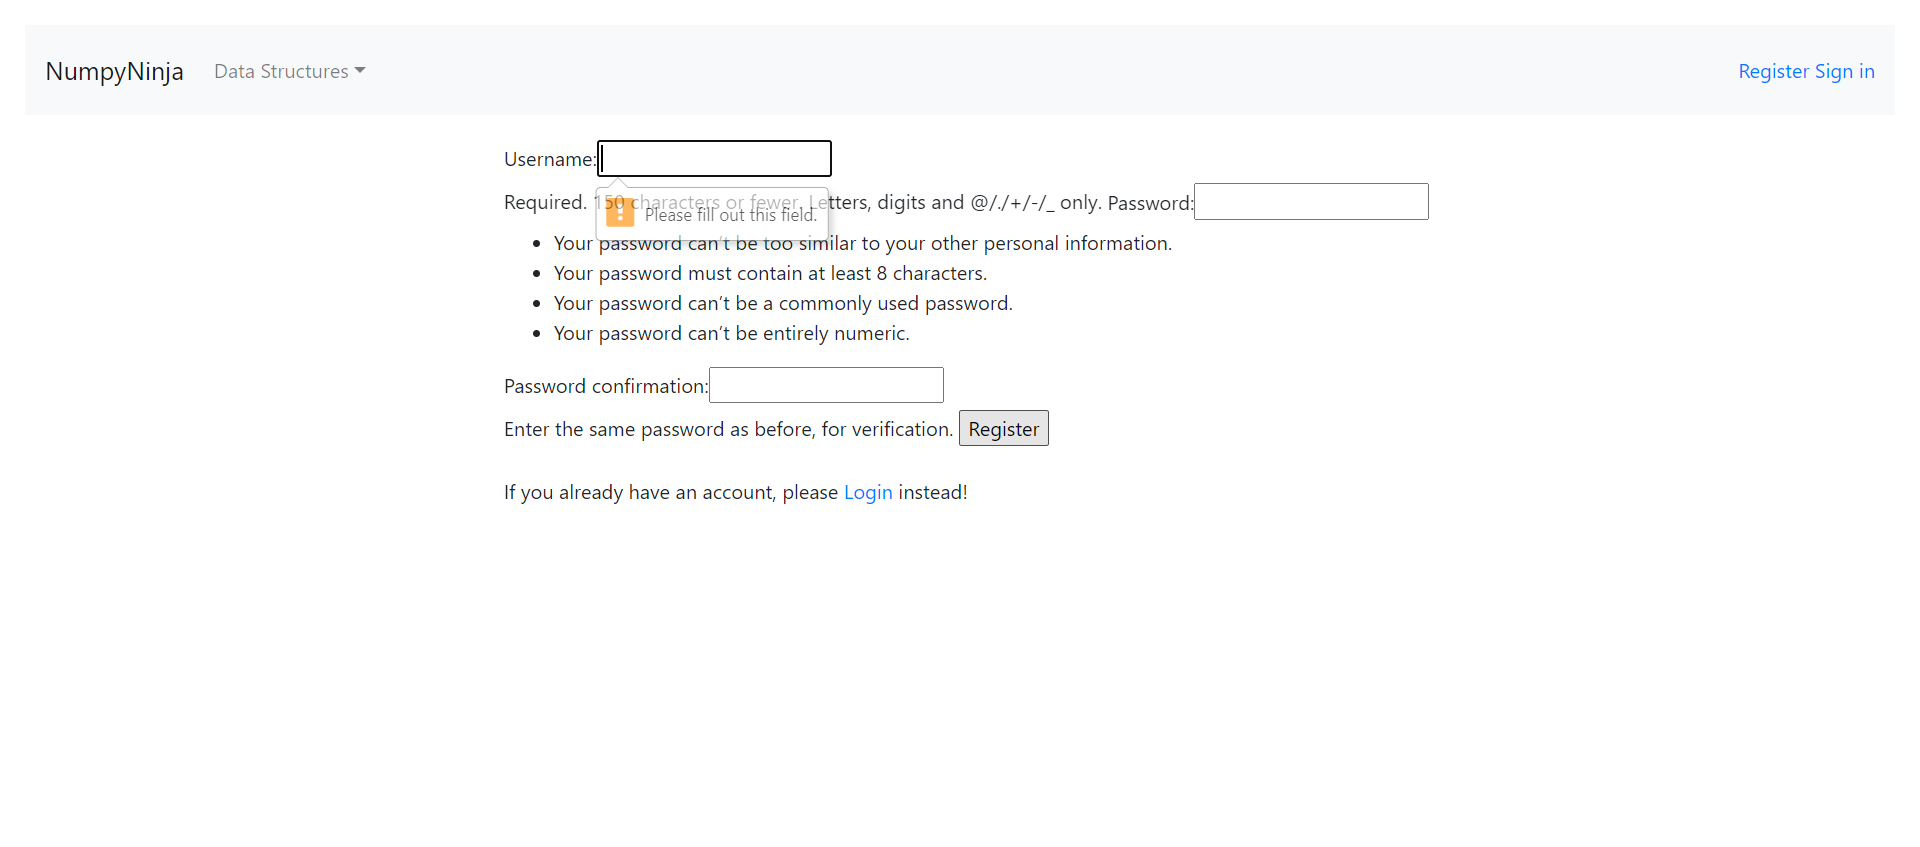 NumpyNinja Data Structures Register Sign in
Username:
Required. 150 characters or fewer. Letters, digits and @/./+/-/_ only. Password:
Please fill out this field.
Your password can’t be too similar to your other personal information.
Your password must contain at least 8 characters.
Your password can’t be a commonly used password.
Your password can’t be entirely numeric.
Password confirmation:
Enter the same password as before, for verification. Register
If you already have an account, please Login instead!